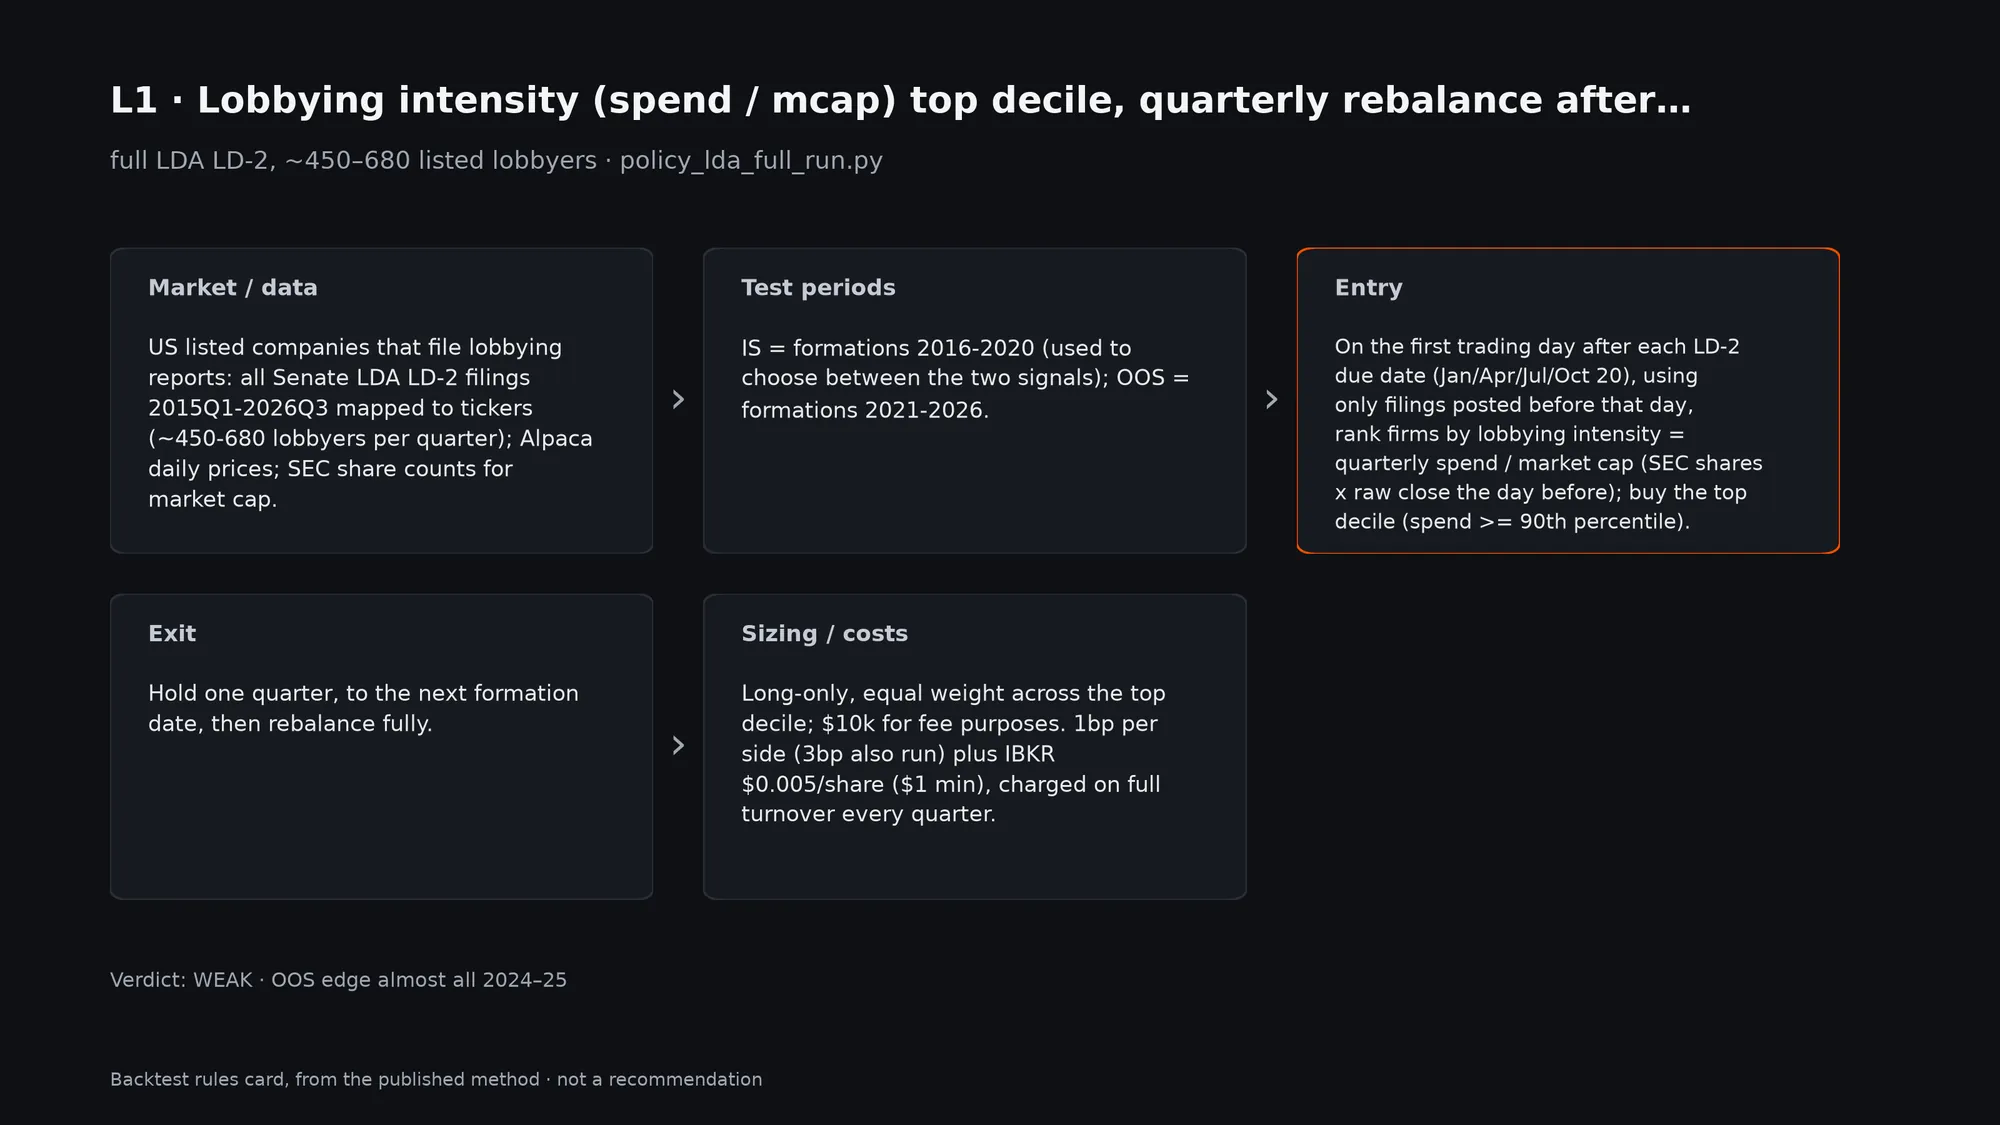 L1 · Lobbying intensity (spend / mcap) top decile, quarterly rebalance after…
full LDA LD-2, ~450–680 listed lobbyers · policy_lda_full_run.py
Market / data
US listed companies that file lobbying
reports: all Senate LDA LD-2 filings
2015Q1-2026Q3 mapped to tickers
(~450-680 lobbyers per quarter); Alpaca
daily prices; SEC share counts for
market cap.
›
Test periods
IS = formations 2016-2020 (used to
choose between the two signals); OOS =
formations 2021-2026.
›
Entry
On the first trading day after each LD-2
due date (Jan/Apr/Jul/Oct 20), using
only filings posted before that day,
rank firms by lobbying intensity =
quarterly spend / market cap (SEC shares
x raw close the day before); buy the top
decile (spend >= 90th percentile).
Exit
Hold one quarter, to the next formation
date, then rebalance fully.
›
Sizing / costs
Long-only, equal weight across the top
decile; $10k for fee purposes. 1bp per
side (3bp also run) plus IBKR
$0.005/share ($1 min), charged on full
turnover every quarter.
Verdict: WEAK · OOS edge almost all 2024–25
Backtest rules card, from the published method · not a recommendation